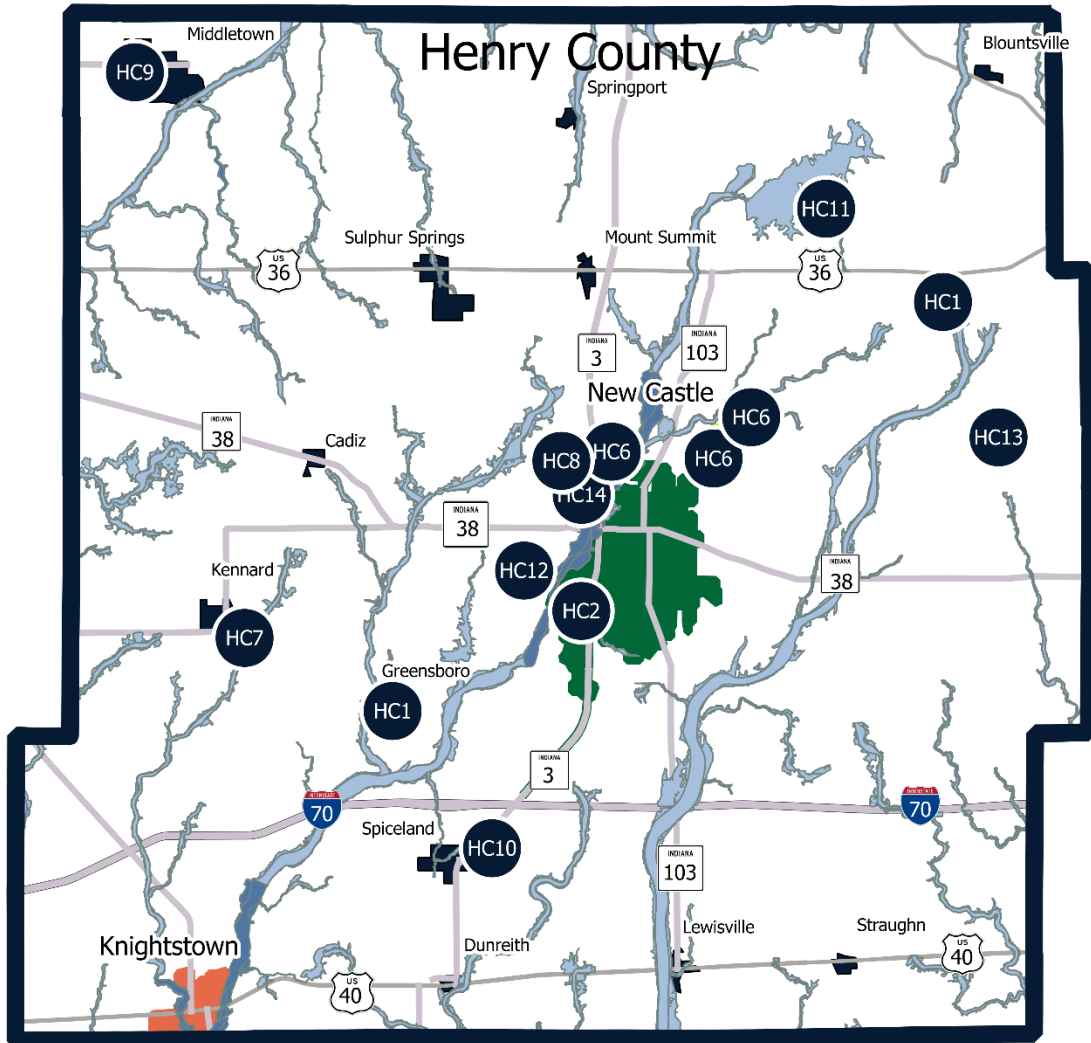 Middletown
Henry County
Blountsville
HC9
Springport
HC11
Sulphur Springs
Mount Summit
US
36
US
36
HC1
INDIANA
3
INDIANA
103
New Castle
INDIANA
38
Cadiz
HC6
HC13
HC6
HC8
HC6
HC14
INDIANA
38
Kennard
HC12
INDIANA
38
HC2
HC7
Greensboro
HC1
INDIANA
3
INTERSTATE
70
INTERSTATE
70
Spiceland
HC10
INDIANA
103
Knightstown
Dunreith
Lewisville
Straughn
US
40
US
40